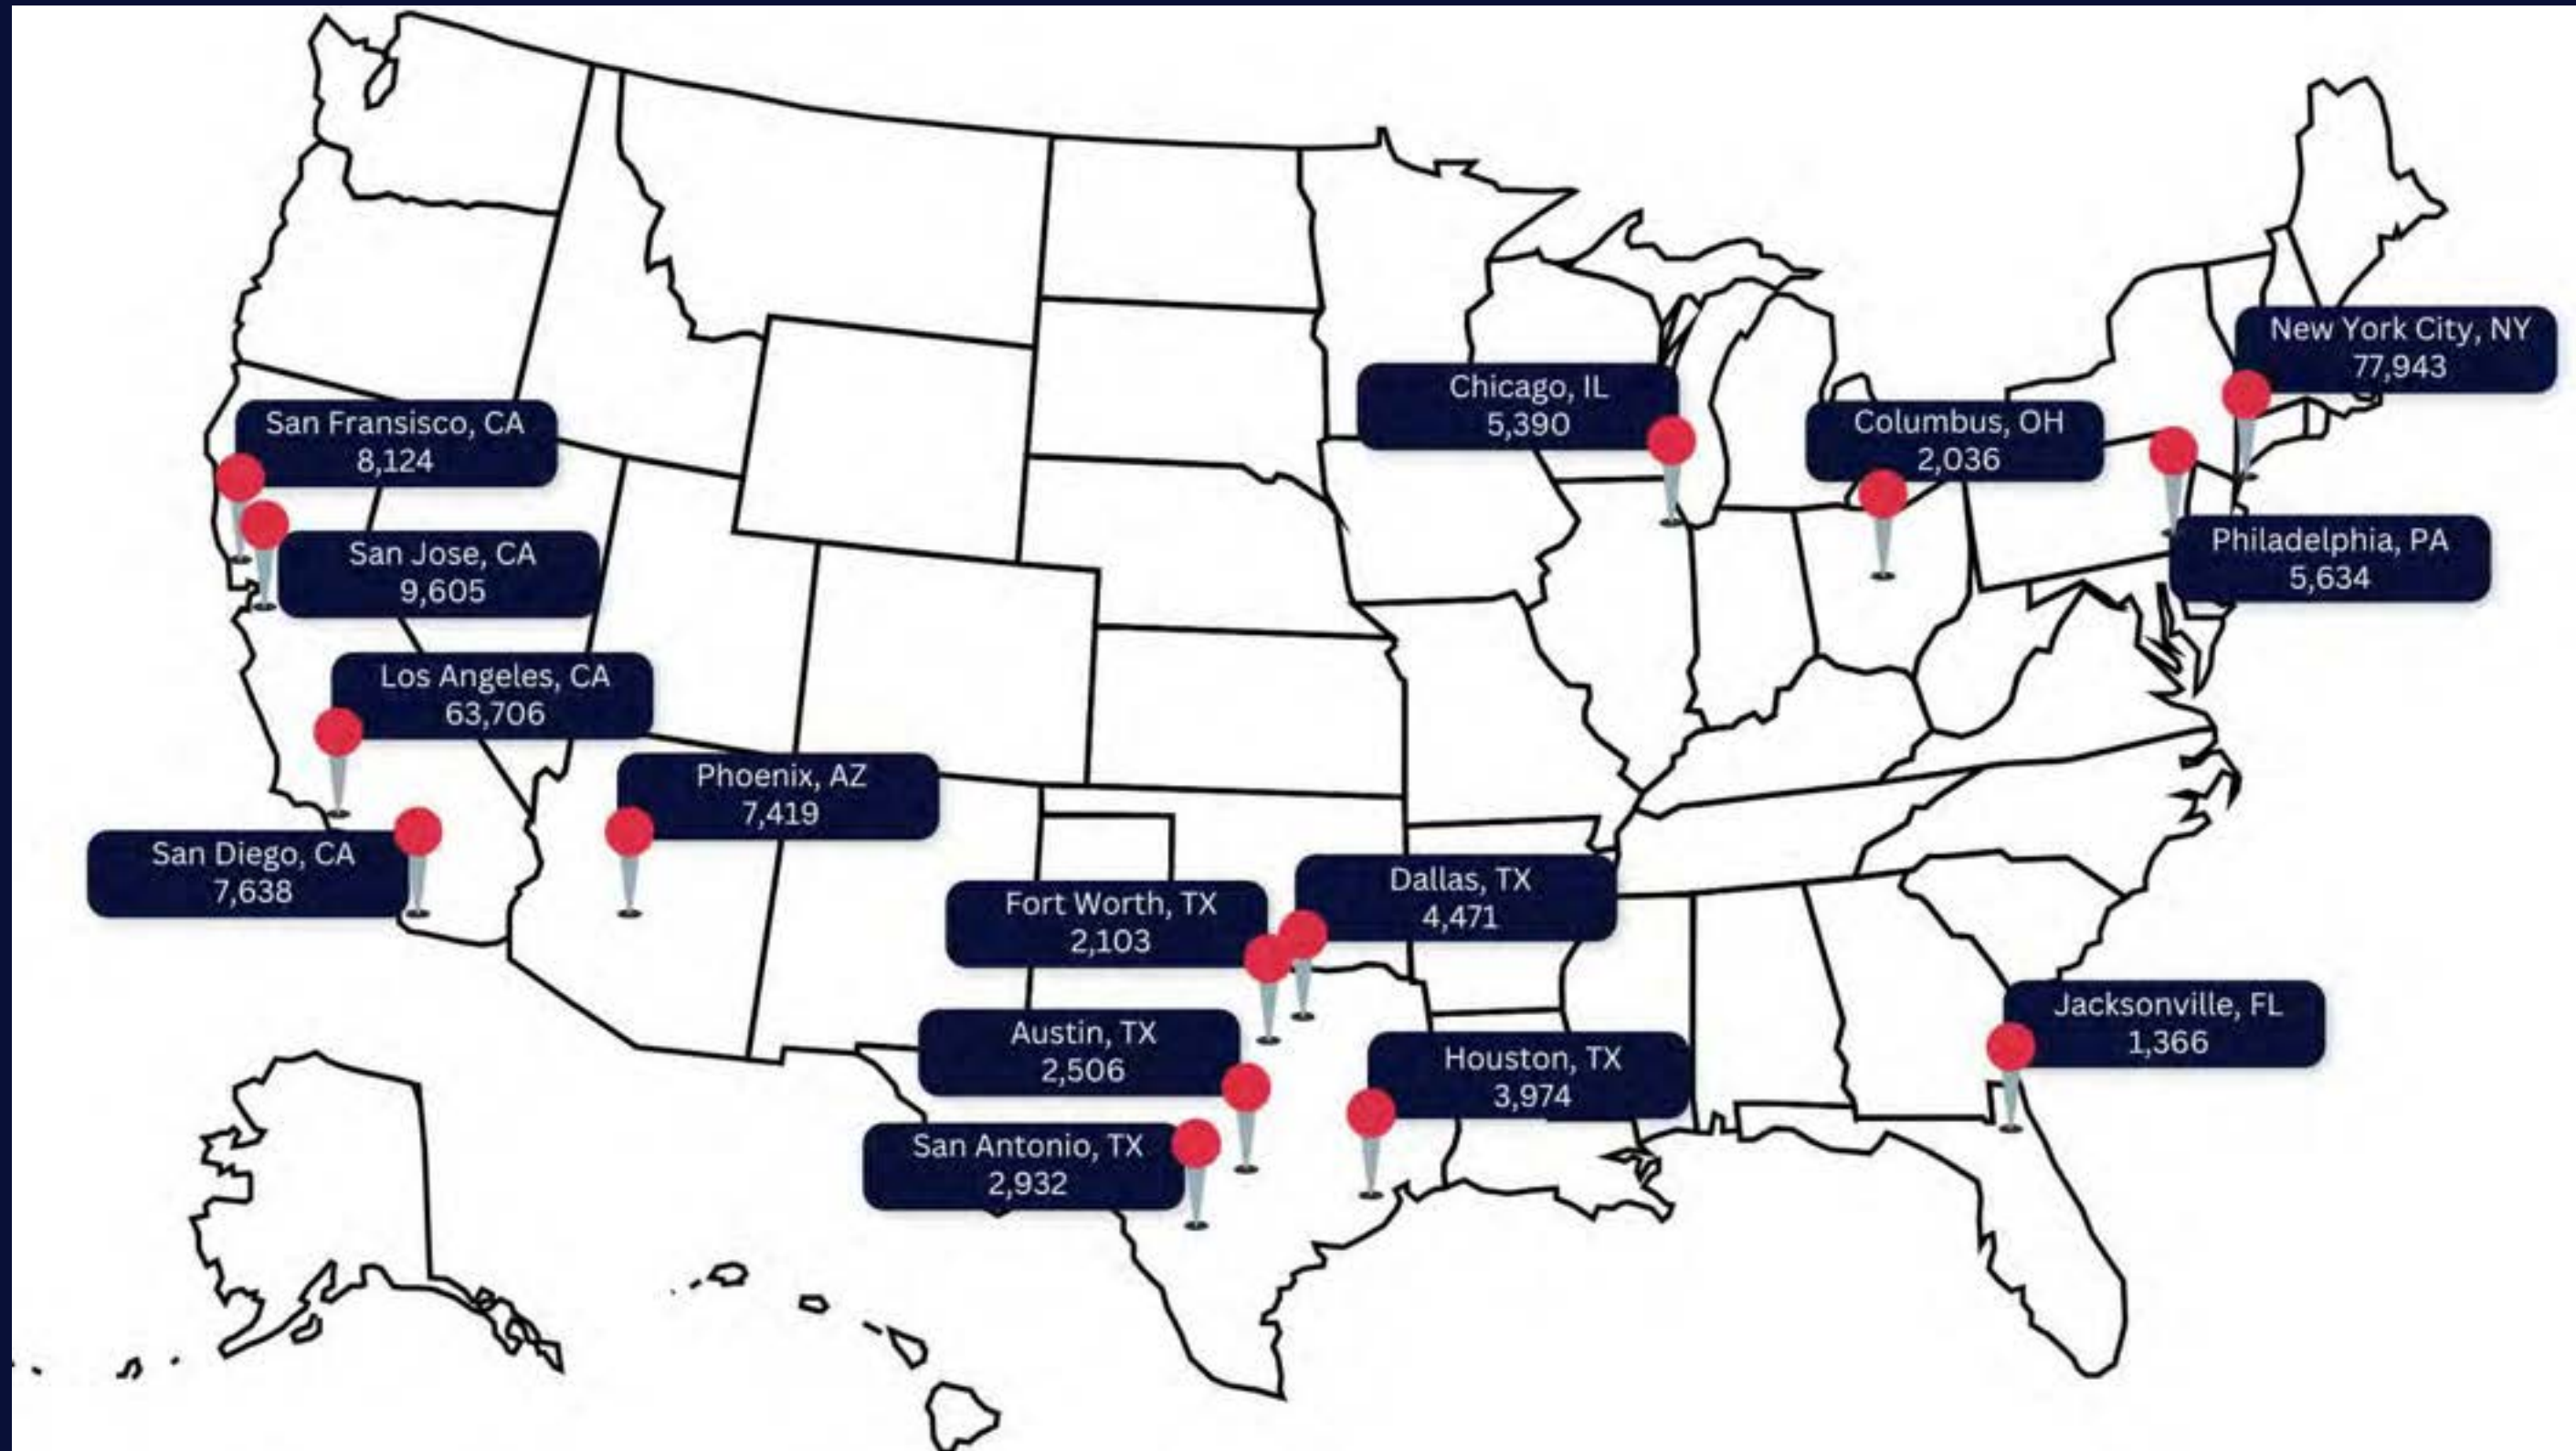 New York City, NY
77,943
Chicago, IL
5,390
San Fransisco, CA
8,124
Columbus, OH
2,036
San Jose, CA
9,605
Philadelphia, PA
5,634
Los Angeles, CA
63,706
Phoenix, AZ
7,419
San Diego, CA
7,638
Dallas, TX
4,471
Fort Worth, TX
2,103
Jacksonville, FL
1,366
Austin, TX
2,506
Houston, TX
3,974
San Antonio, TX
2,932